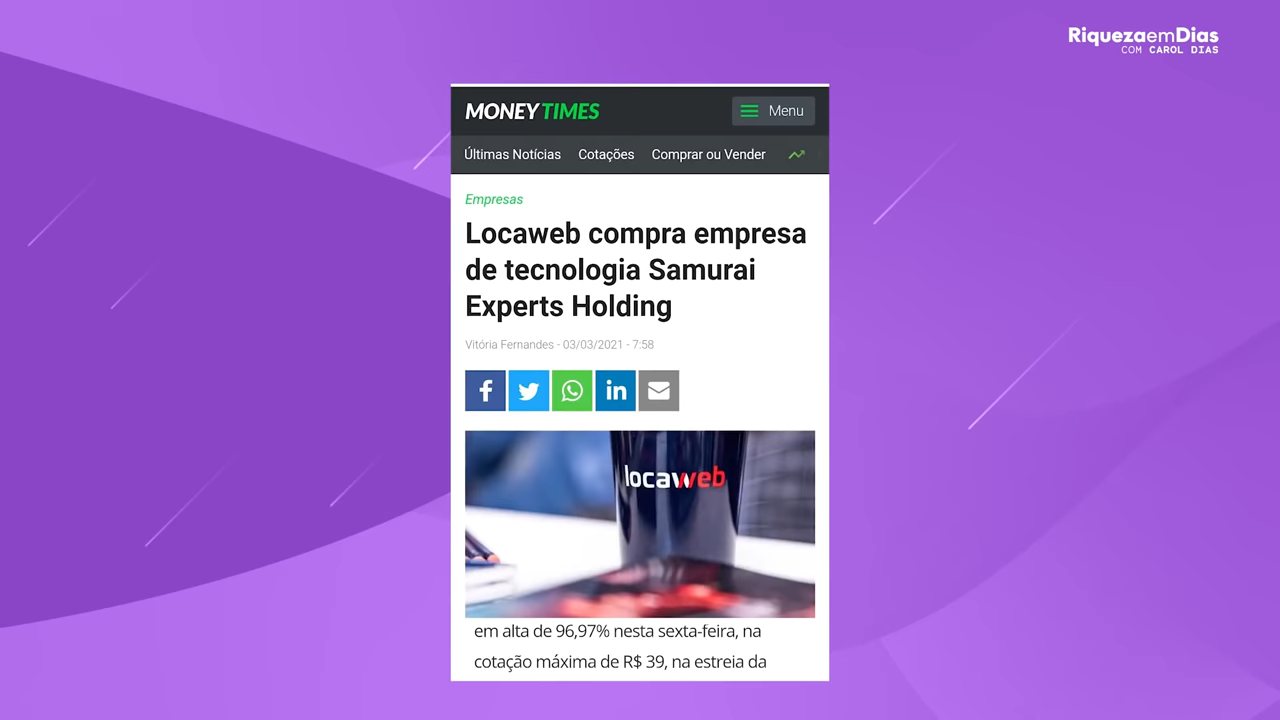 RiquezaemDias
COM CAROL DIAS
MONEYTIMES
Menu
Últimas Notícias Cotações Comprar ou Vender
Empresas
Locaweb compra empresa
de tecnologia Samurai
Experts Holding
Vitória Fernandes - 03/03/2021 - 7:58
locaweb
em alta de 96,97% nesta sexta-feira, na
cotação máxima de R$ 39, na estreia da